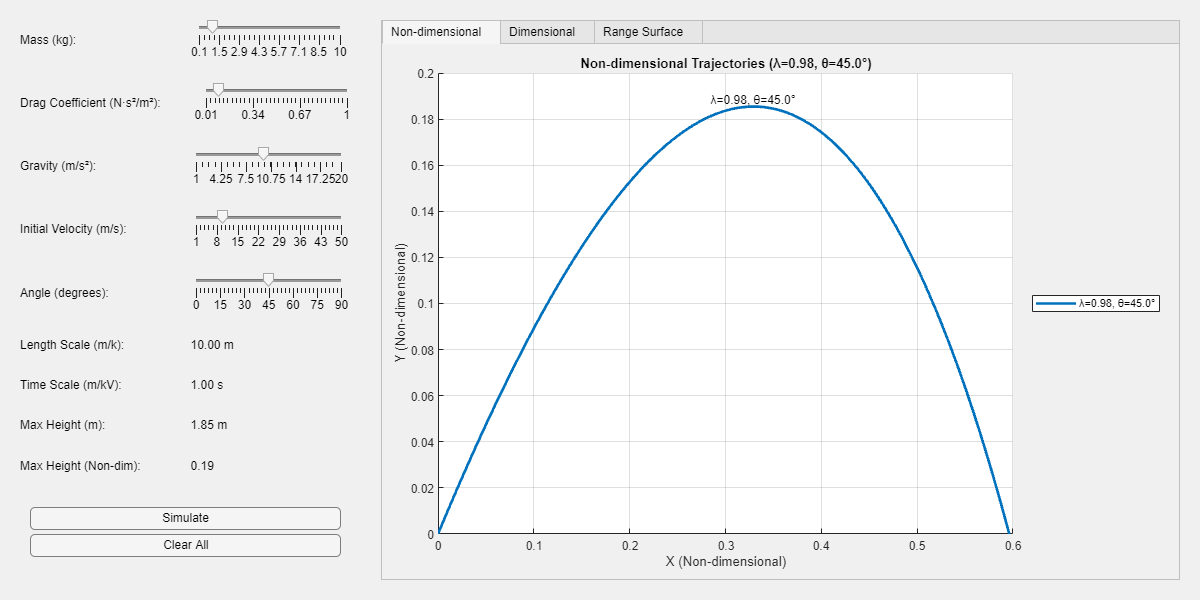 Mass (kg):
0.1 1.5 2.9 4.3 5.7 7.1 8.5 10
Drag Coefficient (N·s²/m²):
0.01 0.34 0.67 1
Gravity (m/s²):
1 4.25 7.5 10.75 14 17.25 20
Initial Velocity (m/s):
1 8 15 22 29 36 43 50
Angle (degrees):
0 15 30 45 60 75 90
Length Scale (m/k): 10.00 m
Time Scale (m/kV): 1.00 s
Max Height (m): 1.85 m
Max Height (Non-dim): 0.19
Simulate
Clear All
Non-dimensional Dimensional Range Surface
Non-dimensional Trajectories (λ=0.98, θ=45.0°)
λ=0.98, θ=45.0°
0.2
0.18
0.16
0.14
0.12
0.1
0.08
0.06
0.04
0.02
0
Y (Non-dimensional)
0 0.1 0.2 0.3 0.4 0.5 0.6
X (Non-dimensional)
λ=0.98, θ=45.0°